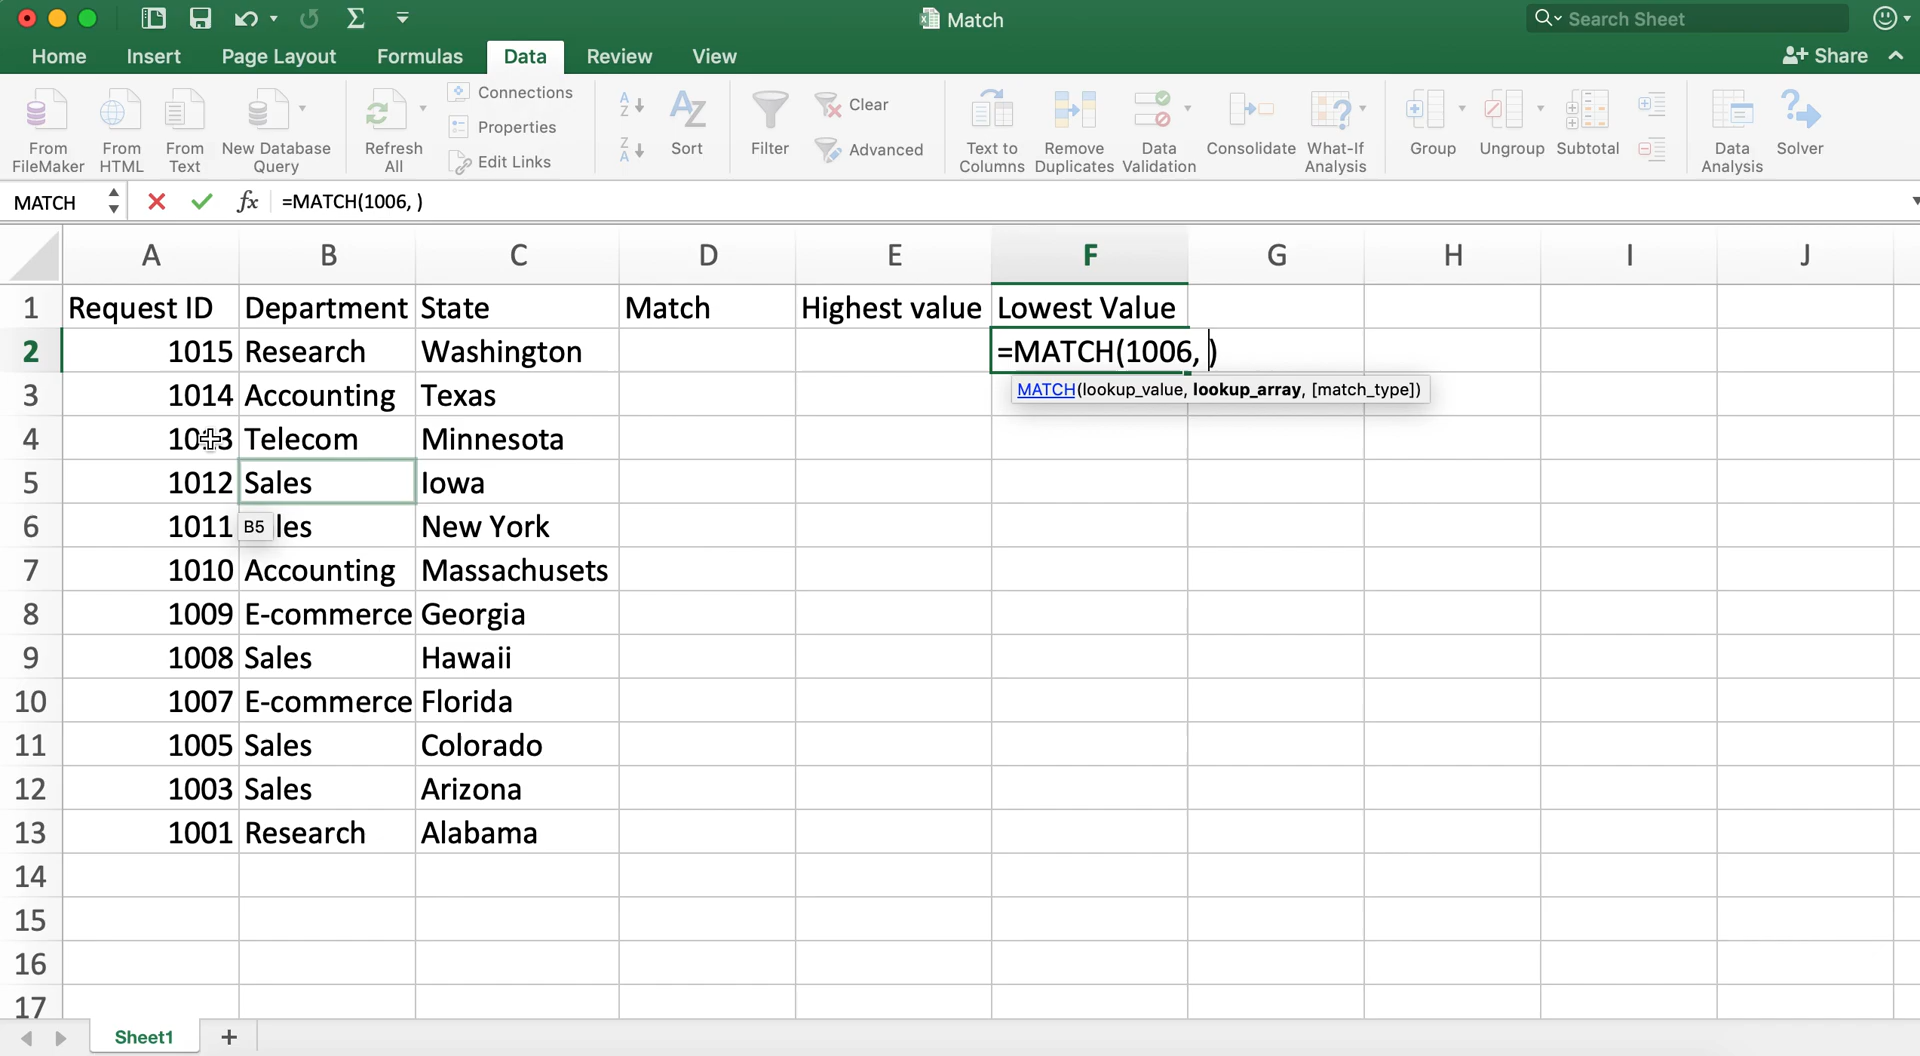 Match
Search Sheet
Home Insert Page Layout Formulas Data Review View
Share
From FileMaker
From HTML
From Text
New Database Query
Refresh All
Connections
Properties
Edit Links
A Z
Z A
AZ
Sort
Filter
Clear
Advanced
Text to Columns
Remove Duplicates
Data Validation
Consolidate
What-If Analysis
Group
Ungroup
Subtotal
Data Analysis
Solver
MATCH fx =MATCH(1006, )
A B C D E F G H I J
1 Request ID Department State Match Highest value Lowest Value
2 1015 Research Washington =MATCH(1006, )
MATCH(lookup_value, lookup_array, [match_type])
3 1014 Accounting Texas
4 1013 Telecom Minnesota
5 1012 Sales Iowa
6 1011 B5 les New York
7 1010 Accounting Massachusets
8 1009 E-commerce Georgia
9 1008 Sales Hawaii
10 1007 E-commerce Florida
11 1005 Sales Colorado
12 1003 Sales Arizona
13 1001 Research Alabama
14
15
16
17
Sheet1 +